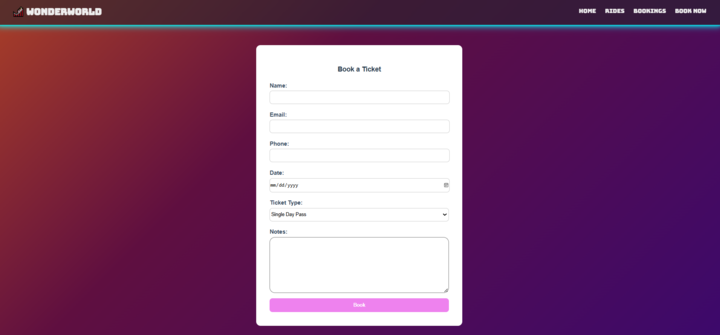 WONDERWORLD
HOME RIDES BOOKINGS BOOK NOW
Book a Ticket
Name:
Email:
Phone:
Date:
mm/dd/yyyy
Ticket Type:
Single Day Pass
Notes:
Book